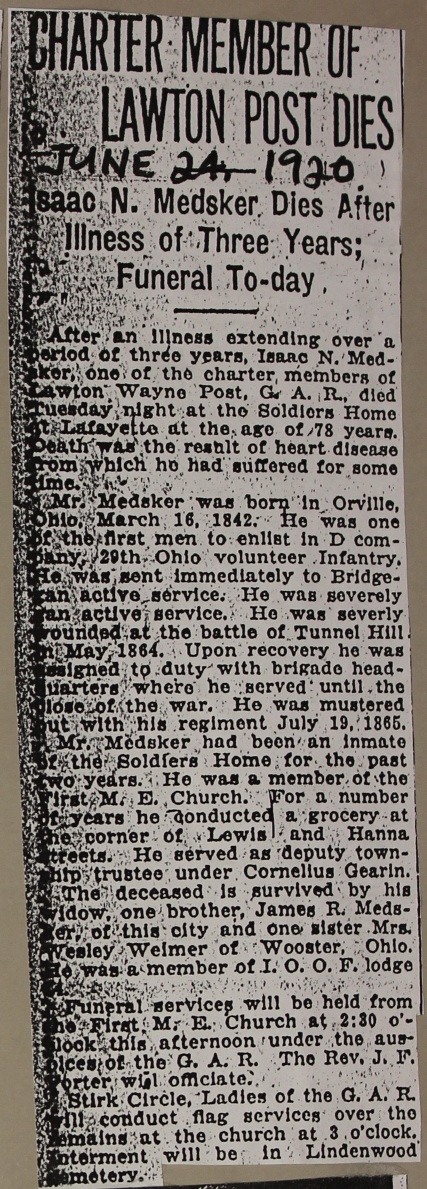 CHARTER MEMBER OF
LAWTON POST DIES
JUNE 24, 1920.
Isaac N. Medsker Dies After
Illness of Three Years;
Funeral To-day.
After an illness extending over a
period of three years, Isaac N. Med-
sker, one of the charter members of
Lawton Wayne Post, G. A. R., died
Tuesday night at the Soldiers Home
at Lafayette at the age of 78 years.
Death was the result of heart disease
from which he had suffered for some
time.
Mr. Medsker was born in Orville,
Ohio, March 16, 1842. He was one
of the first men to enlist in D com-
pany, 29th Ohio volunteer Infantry.
He was sent immediately to Bridge-
an active service. He was severely
an active service. He was severly
wounded at the battle of Tunnel Hill
in May, 1864. Upon recovery he was
assigned to duty with brigade head-
quarters where he served until the
close of the war. He was mustered
out with his regiment July 19, 1865.
Mr. Medsker had been an inmate
of the Soldiers Home for the past
two years. He was a member of the
First M. E. Church. For a number
of years he conducted a grocery at
the corner of Lewis and Hanna
streets. He served as deputy town-
ship trustee under Cornelius Gearin.
The deceased is survived by his
widow, one brother, James R. Meds-
ker, of this city and one sister Mrs.
Wesley Weimer of Wooster, Ohio.
He was a member of I. O. O. F. lodge
Funeral services will be held from
the First M. E. Church at 2:30 o'-
clock this afternoon under the aus-
pices of the G. A. R. The Rev. J. F.
Porter will officiate.
Stirk Circle, Ladies of the G. A. R.
will conduct flag services over the
remains at the church at 3 o'clock.
Interment will be in Lindenwood
cemetery.